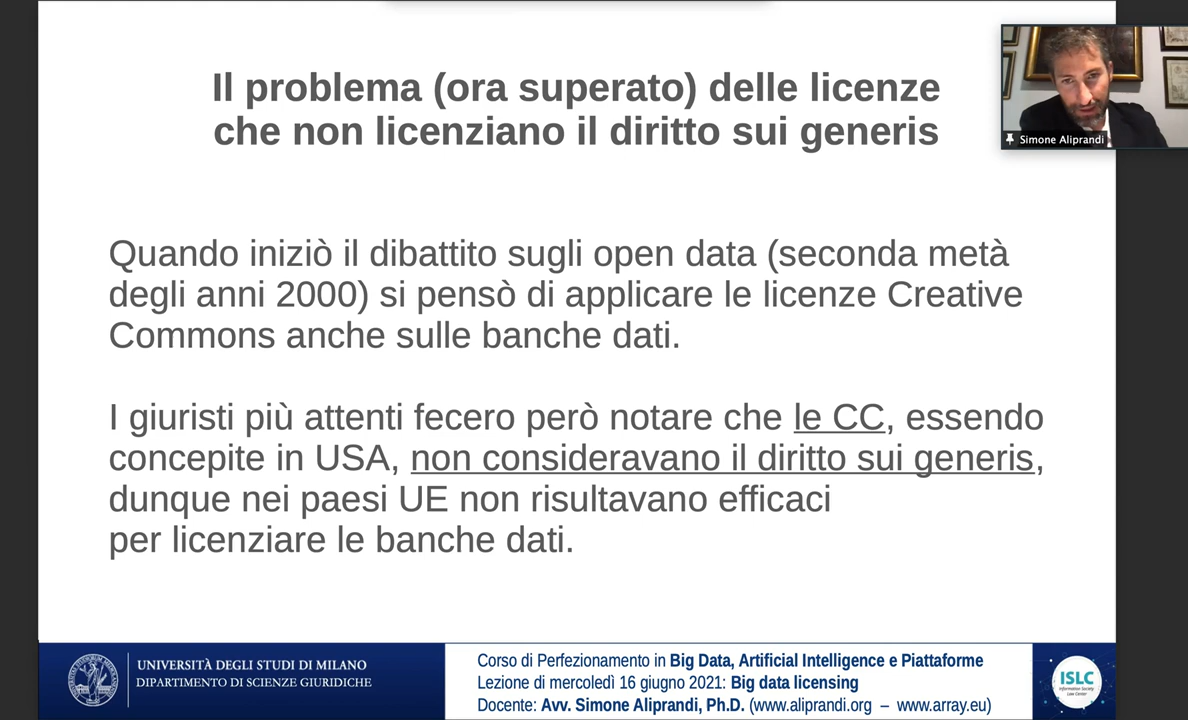 Il problema (ora superato) delle licenze
che non licenziano il diritto sui generis
Simone Aliprandi
Quando iniziò il dibattito sugli open data (seconda metà
degli anni 2000) si pensò di applicare le licenze Creative
Commons anche sulle banche dati.
I giuristi più attenti fecero però notare che le CC, essendo
concepite in USA, non consideravano il diritto sui generis,
dunque nei paesi UE non risultavano efficaci
per licenziare le banche dati.
UNIVERSITÀ DEGLI STUDI DI MILANO
DIPARTIMENTO DI SCIENZE GIURIDICHE
Corso di Perfezionamento in Big Data, Artificial Intelligence e Piattaforme
Lezione di mercoledì 16 giugno 2021: Big data licensing
Docente: Avv. Simone Aliprandi, Ph.D. (www.aliprandi.org – www.array.eu)
ISLC
Information Society
Law Center